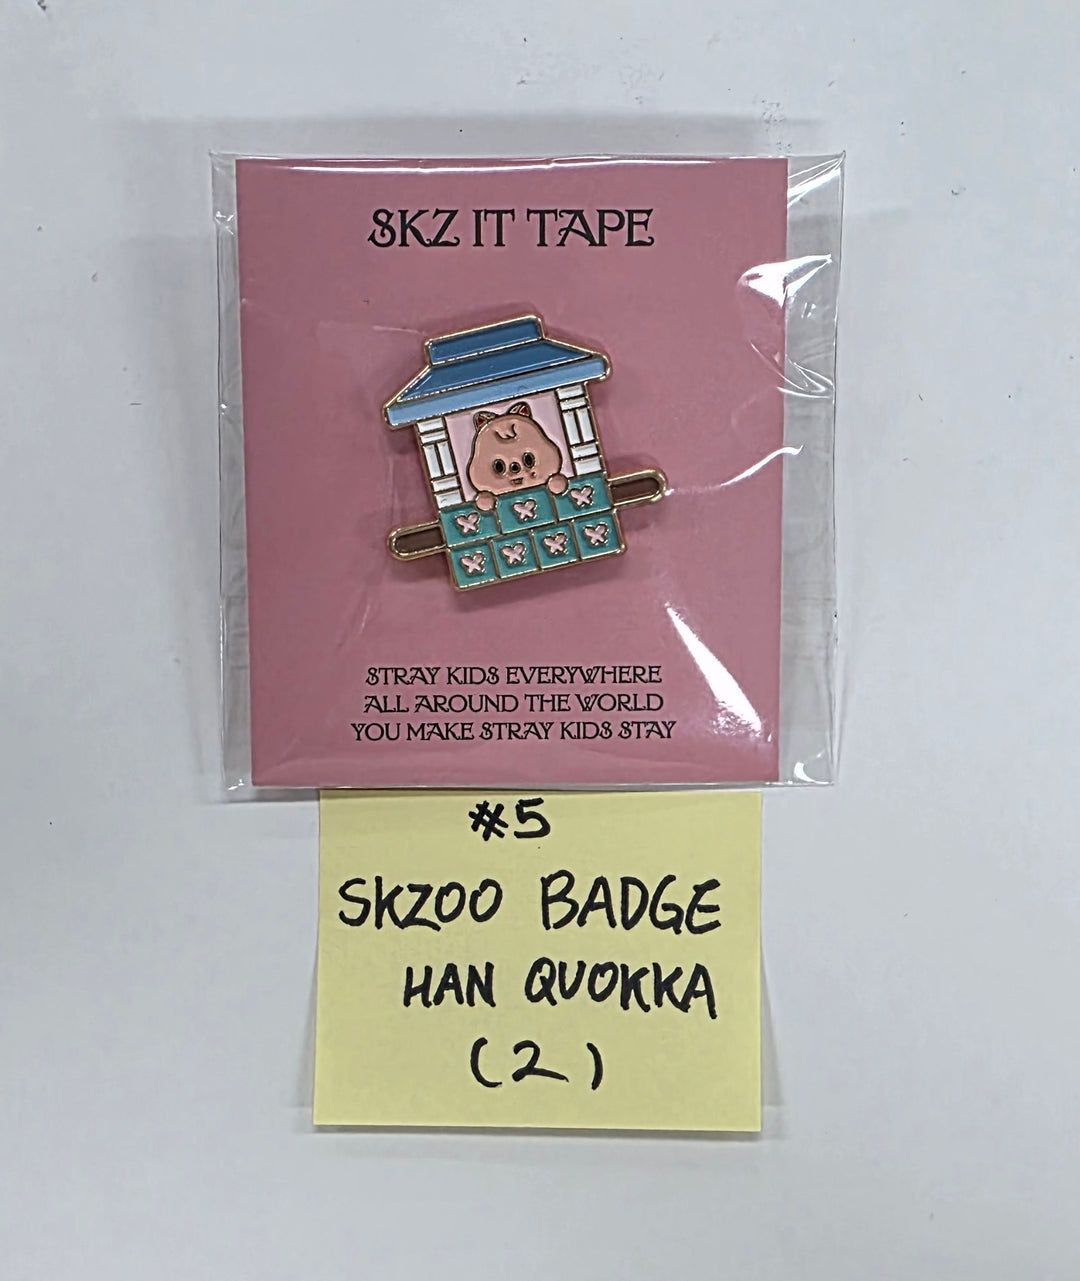 SKZ IT TAPE
STRAY KIDS EVERYWHERE
ALL AROUND THE WORLD
YOU MAKE STRAY KIDS STAY
#5
SKZOO BADGE
HAN QUOKKA
(2)